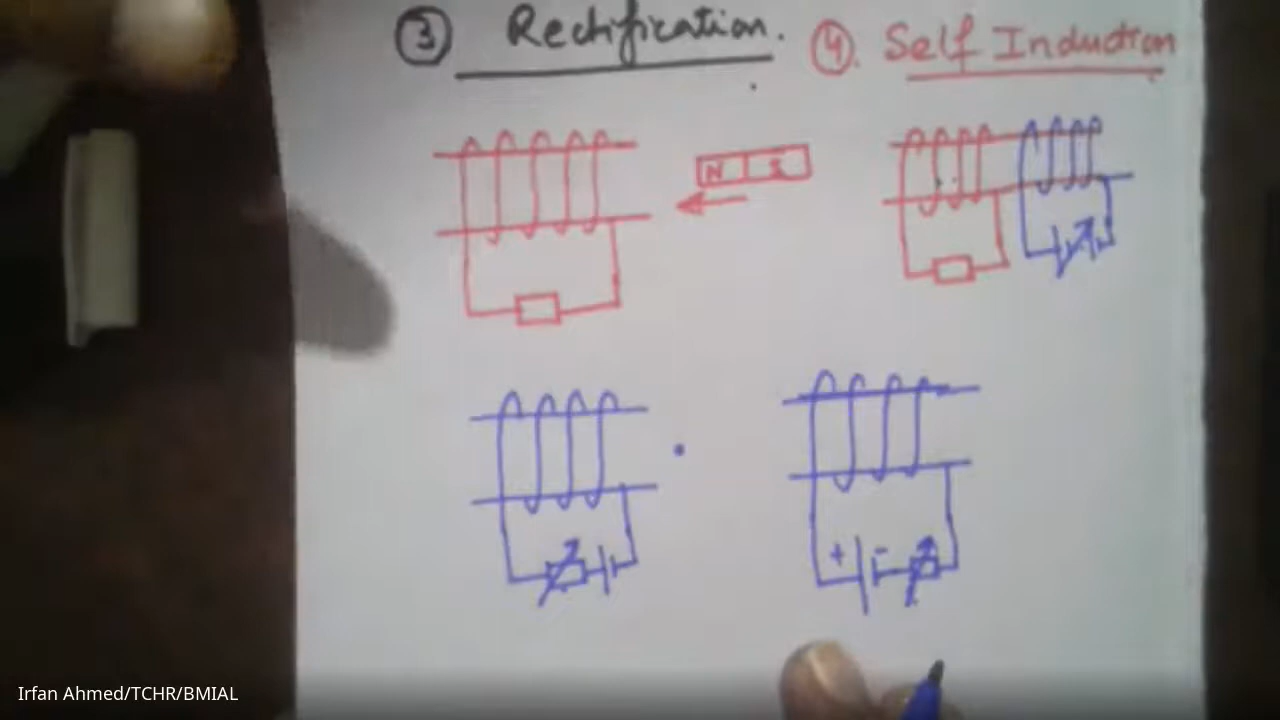 ③ Rectification.
④. Self Induction
N S
+ -
Irfan Ahmed/TCHR/BMIAL